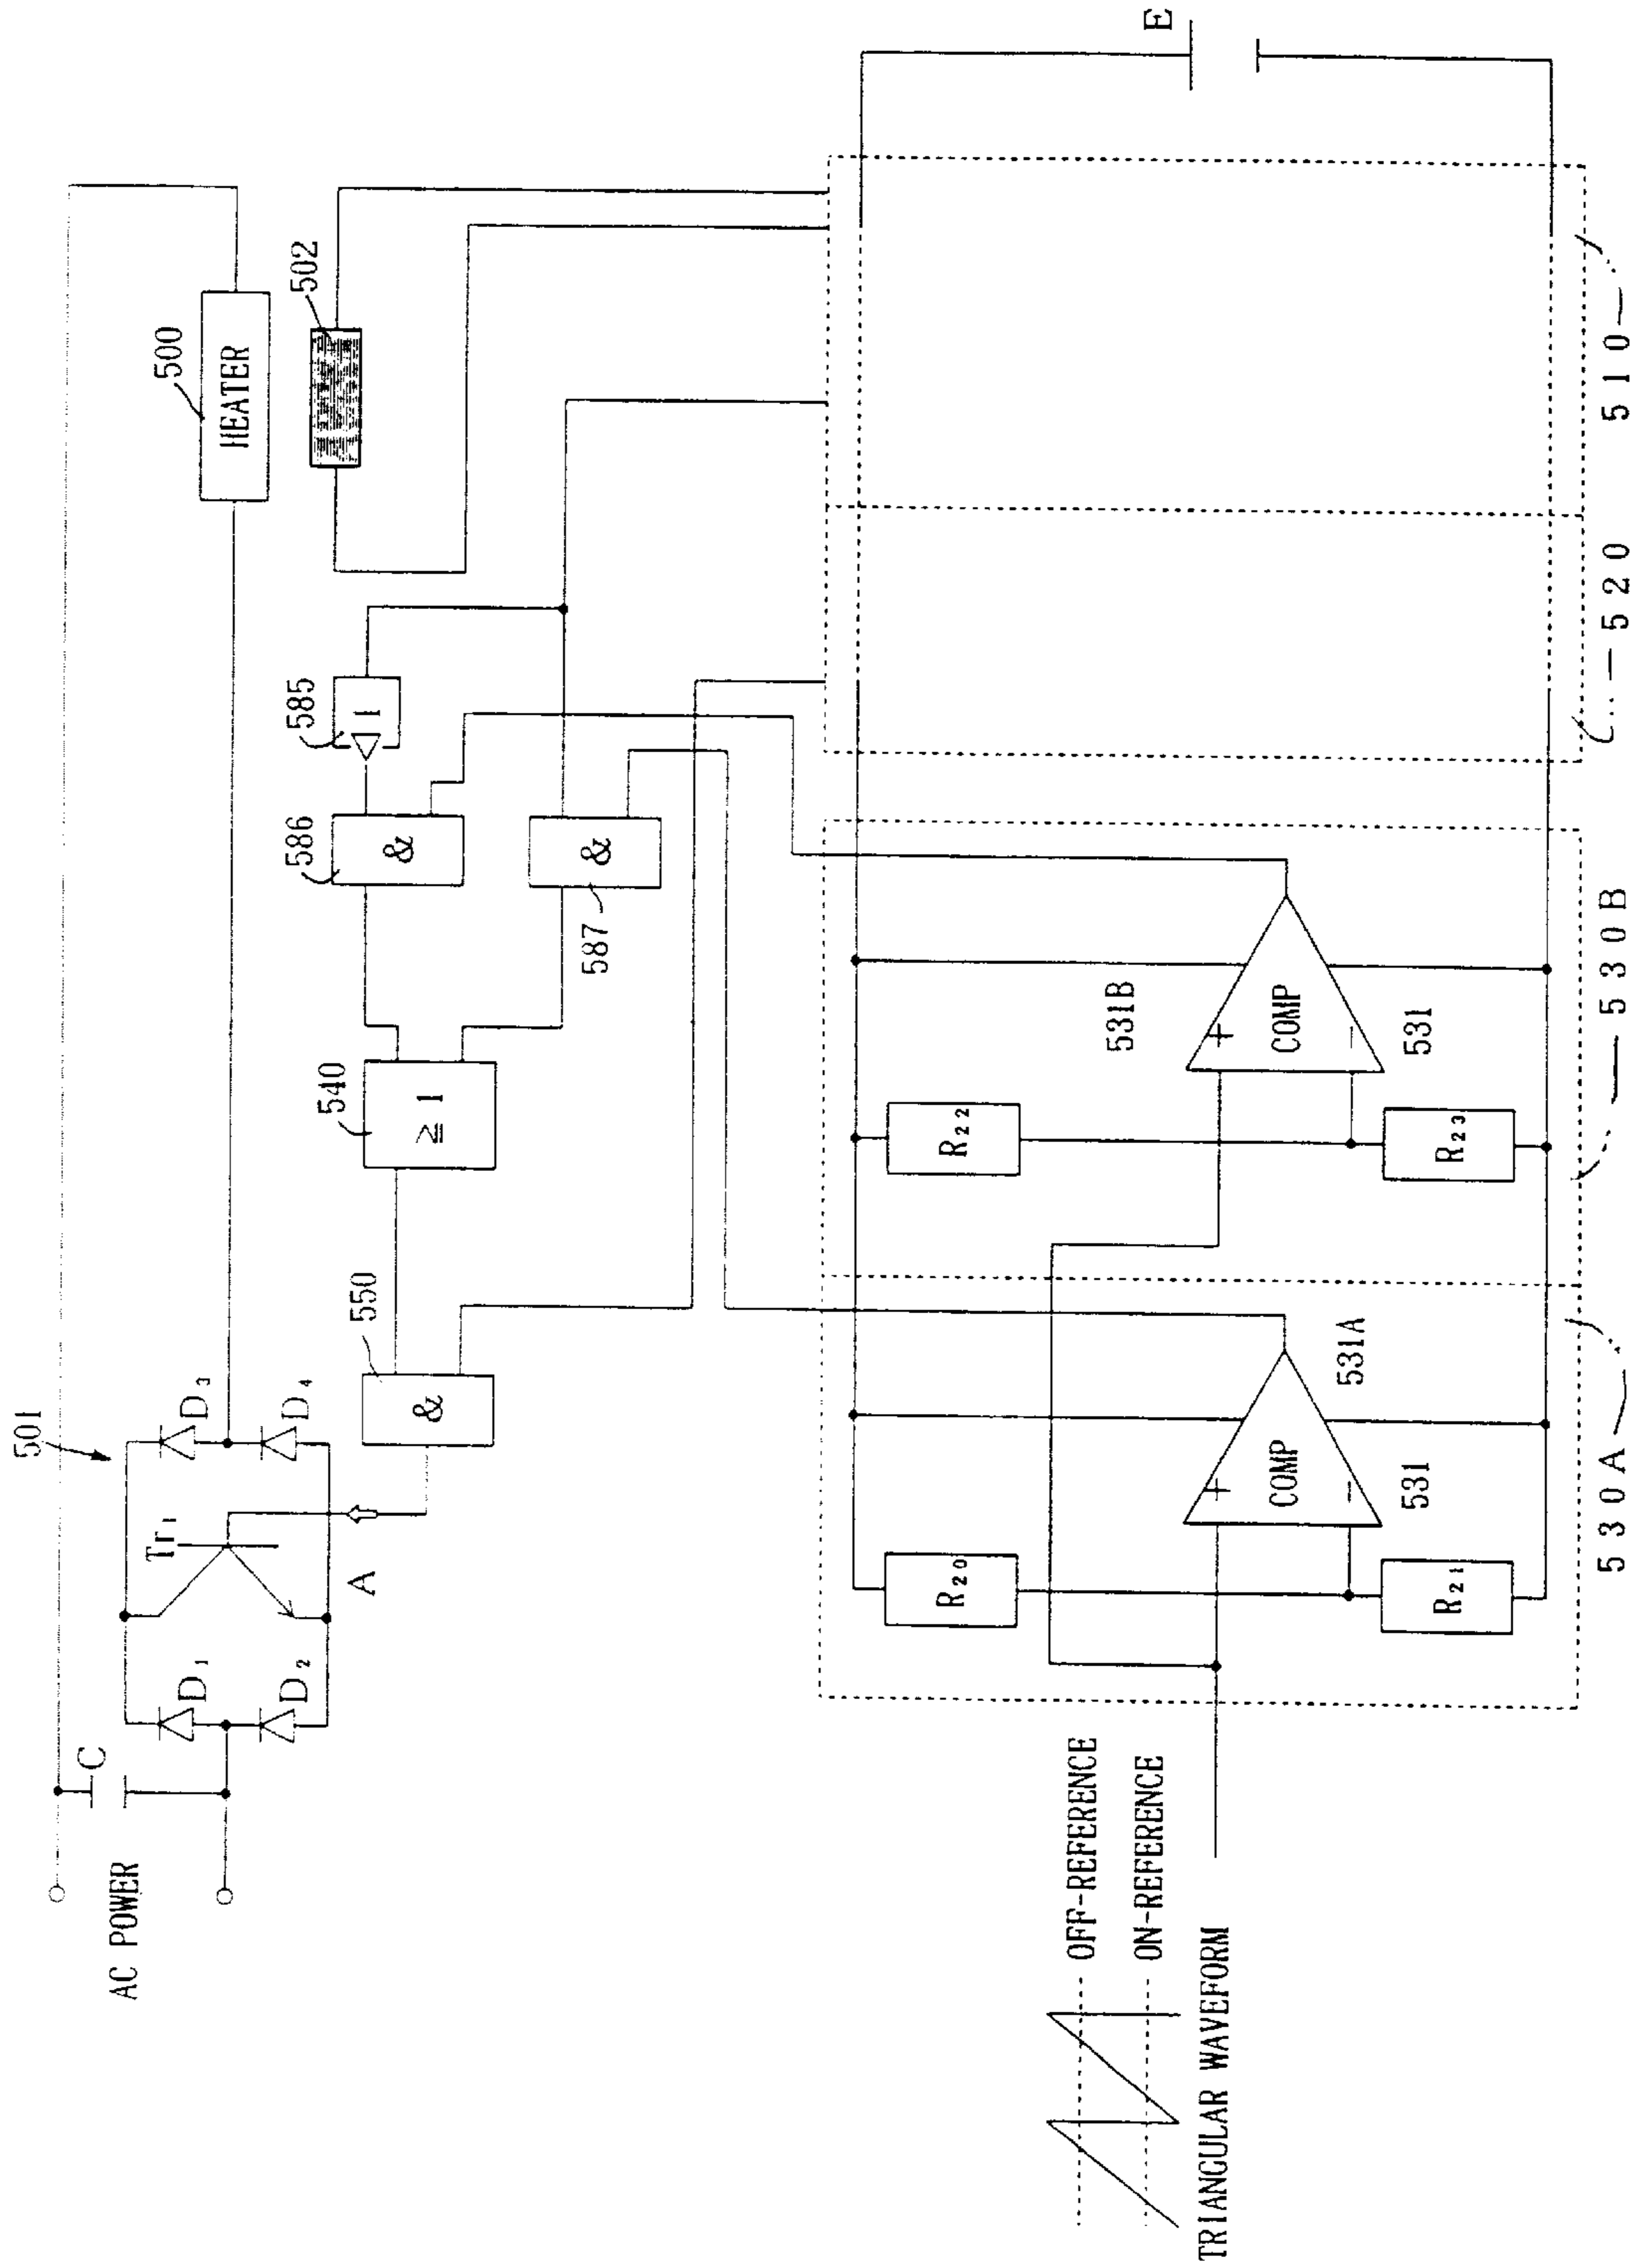 501
AC POWER
C
D1
D2
Tr1
A
D3
D4
500
HEATER
502
550
&
540
≧ 1
586
&
587
&
585
1
E
OFF-REFERENCE
ON-REFERENCE
TRIANGULAR WAVEFORM
R20
R21
+
COMP
−
531A
531
R22
R23
531B
+
COMP
−
531
530A
530B
520
510